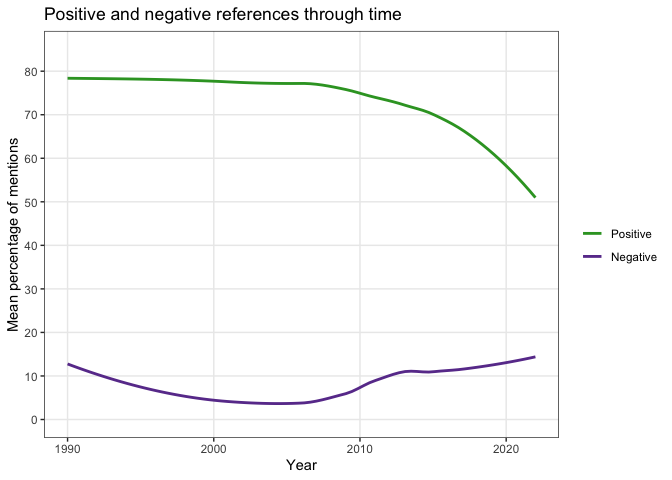 Positive and negative references through time
Mean percentage of mentions
80
70
60
50
40
30
20
10
0
1990
2000
2010
2020
Year
Positive
Negative